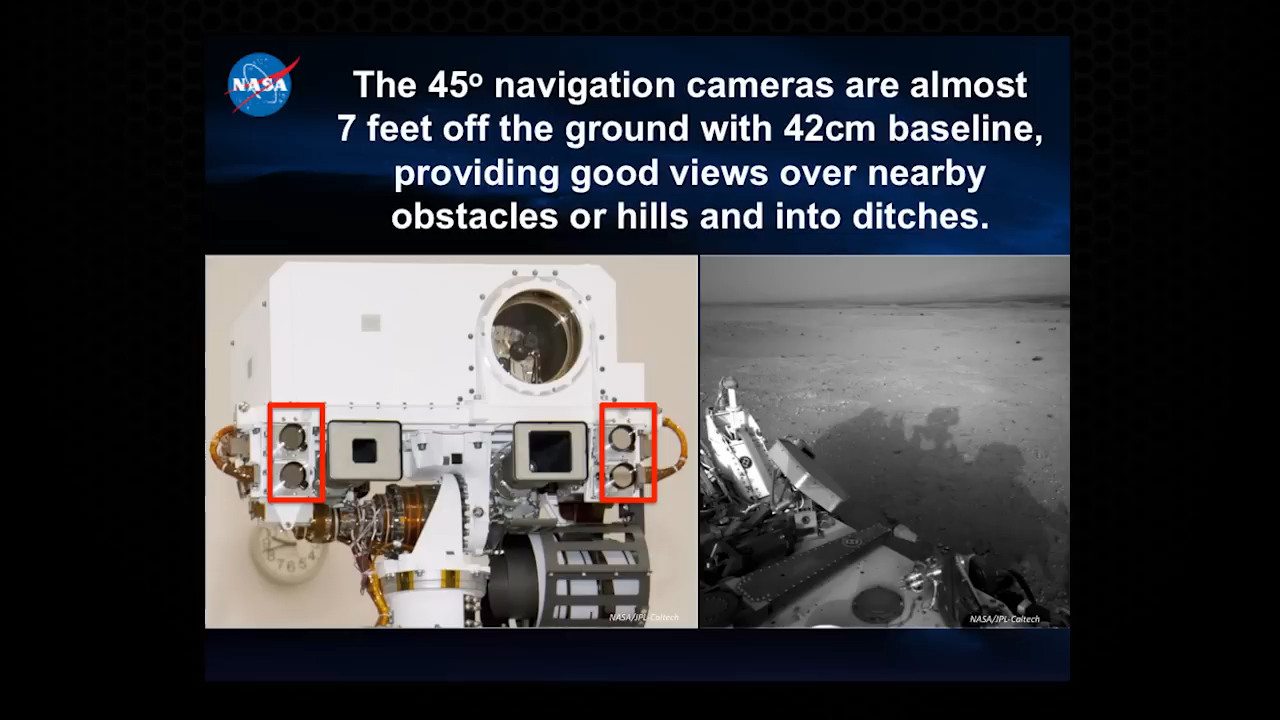 NASA
The 45º navigation cameras are almost
7 feet off the ground with 42cm baseline,
providing good views over nearby
obstacles or hills and into ditches.
NASA/JPL-Caltech
NASA/JPL-Caltech